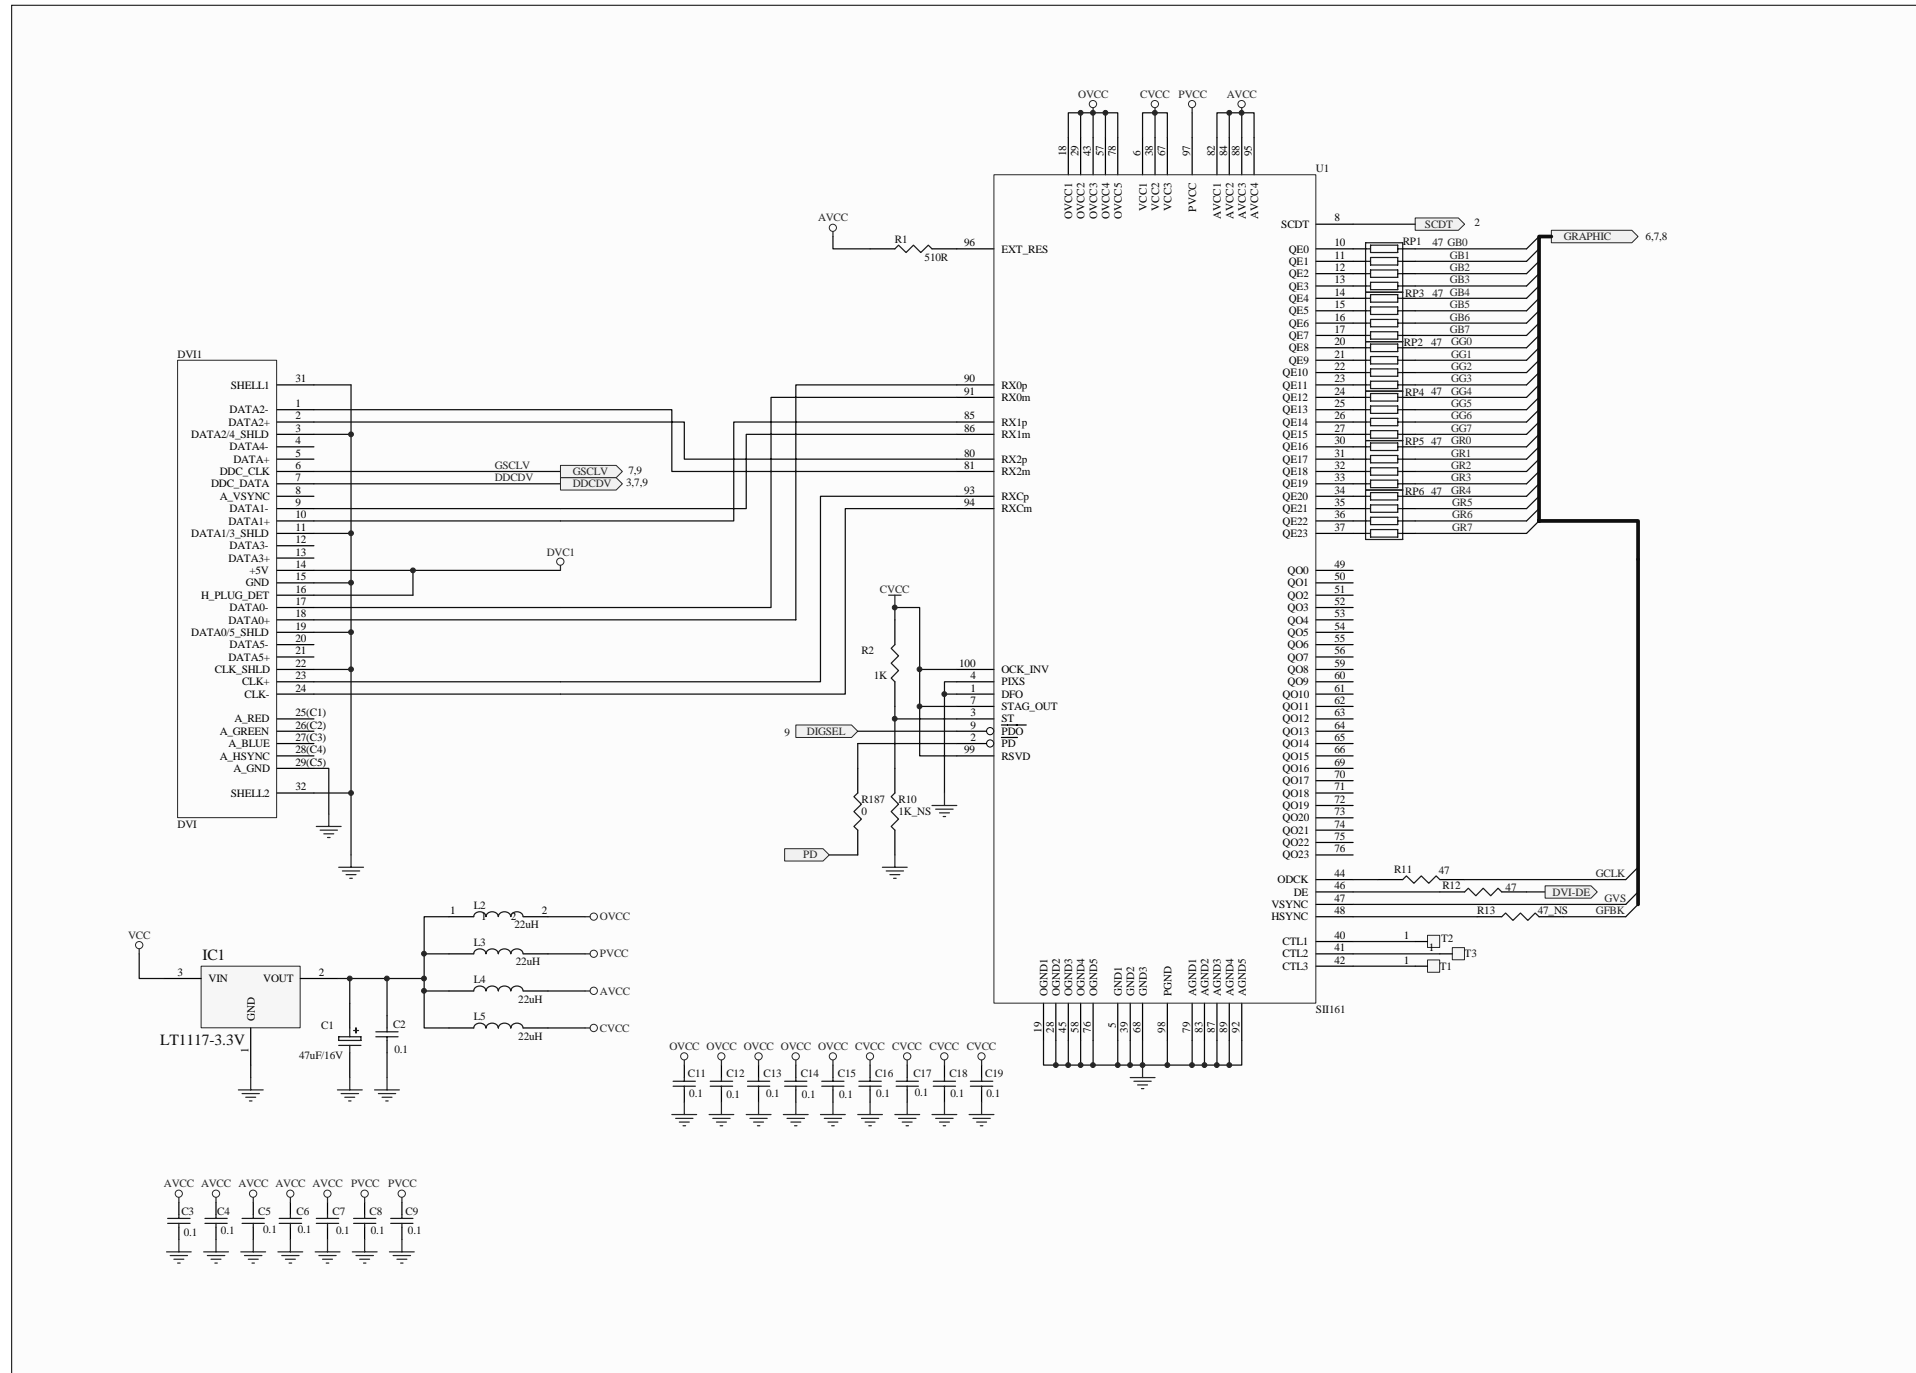 OVCC CVCC PVCC AVCC
18 29 43 57 78 6 38 67 97 82 84 88 95
U1
OVCC1 OVCC2 OVCC3 OVCC4 OVCC5 VCC1 VCC2 VCC3 PVCC AVCC1 AVCC2 AVCC3 AVCC4
AVCC
R1
510R
96 EXT_RES
SCDT 8 SCDT 2
GRAPHIC 6,7,8
QE0 10 RP1 47 GB0
QE1 11 GB1
QE2 12 GB2
QE3 13 GB3
QE4 14 RP3 47 GB4
QE5 15 GB5
QE6 16 GB6
QE7 17 GB7
QE8 20 RP2 47 GG0
QE9 21 GG1
QE10 22 GG2
QE11 23 GG3
QE12 24 RP4 47 GG4
QE13 25 GG5
QE14 26 GG6
QE15 27 GG7
QE16 30 RP5 47 GR0
QE17 31 GR1
QE18 32 GR2
QE19 33 GR3
QE20 34 RP6 47 GR4
QE21 35 GR5
QE22 36 GR6
QE23 37 GR7
DVI1
SHELL1 31
DATA2- 1
DATA2+ 2
DATA2/4_SHLD 3
DATA4- 4
DATA+ 5
DDC_CLK 6 GSCLV GSCLV 7,9
DDC_DATA 7 DDCDV DDCDV 3,7,9
A_VSYNC 8
DATA1- 9
DATA1+ 10
DATA1/3_SHLD 11
DATA3- 12
DATA3+ 13
+5V 14 DVC1
GND 15
H_PLUG_DET 16
DATA0- 17
DATA0+ 18
DATA0/5_SHLD 19
DATA5- 20
DATA5+ 21
CLK_SHLD 22
CLK+ 23
CLK- 24
A_RED 25(C1)
A_GREEN 26(C2)
A_BLUE 27(C3)
A_HSYNC 28(C4)
A_GND 29(C5)
SHELL2 32
DVI
90 RX0p
91 RX0m
85 RX1p
86 RX1m
80 RX2p
81 RX2m
93 RXCp
94 RXCm
CVCC
R2
1K
100 OCK_INV
4 PIXS
1 DFO
7 STAG_OUT
3 ST
9 DIGSEL 9 PDO
2 PD
99 RSVD
R187
0
R10
1K_NS
PD
QO0 49
QO1 50
QO2 51
QO3 52
QO4 53
QO5 54
QO6 55
QO7 56
QO8 59
QO9 60
QO10 61
QO11 62
QO12 63
QO13 64
QO14 65
QO15 66
QO16 69
QO17 70
QO18 71
QO19 72
QO20 73
QO21 74
QO22 75
QO23 76
ODCK 44 R11 47 GCLK
DE 46 R12 47 DVI-DE
VSYNC 47 GVS
HSYNC 48 R13 47_NS GFBK
CTL1 40 1 T2
CTL2 41 1 T3
CTL3 42 1 T1
OGND1 OGND2 OGND3 OGND4 OGND5 GND1 GND2 GND3 PGND AGND1 AGND2 AGND3 AGND4 AGND5
SII161
19 28 45 58 76 5 39 68 98 79 83 87 89 92
VCC
IC1
3 VIN VOUT 2
GND
1
LT1117-3.3V
C1
47uF/16V
C2
0.1
1 L2 1 2 2 OVCC
22uH
L3 PVCC
22uH
L4 AVCC
22uH
L5 CVCC
22uH
OVCC OVCC OVCC OVCC OVCC CVCC CVCC CVCC CVCC
C11 C12 C13 C14 C15 C16 C17 C18 C19
0.1 0.1 0.1 0.1 0.1 0.1 0.1 0.1 0.1
AVCC AVCC AVCC AVCC AVCC PVCC PVCC
C3 C4 C5 C6 C7 C8 C9
0.1 0.1 0.1 0.1 0.1 0.1 0.1